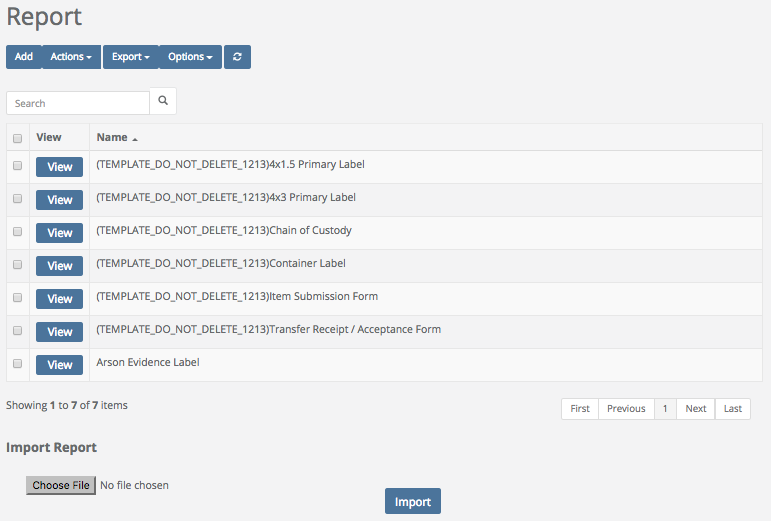 Report
Add Actions Export Options
Search
View Name
View (TEMPLATE_DO_NOT_DELETE_1213)4x1.5 Primary Label
View (TEMPLATE_DO_NOT_DELETE_1213)4x3 Primary Label
View (TEMPLATE_DO_NOT_DELETE_1213)Chain of Custody
View (TEMPLATE_DO_NOT_DELETE_1213)Container Label
View (TEMPLATE_DO_NOT_DELETE_1213)Item Submission Form
View (TEMPLATE_DO_NOT_DELETE_1213)Transfer Receipt / Acceptance Form
View Arson Evidence Label
Showing 1 to 7 of 7 items First Previous 1 Next Last
Import Report
Choose File No file chosen
Import